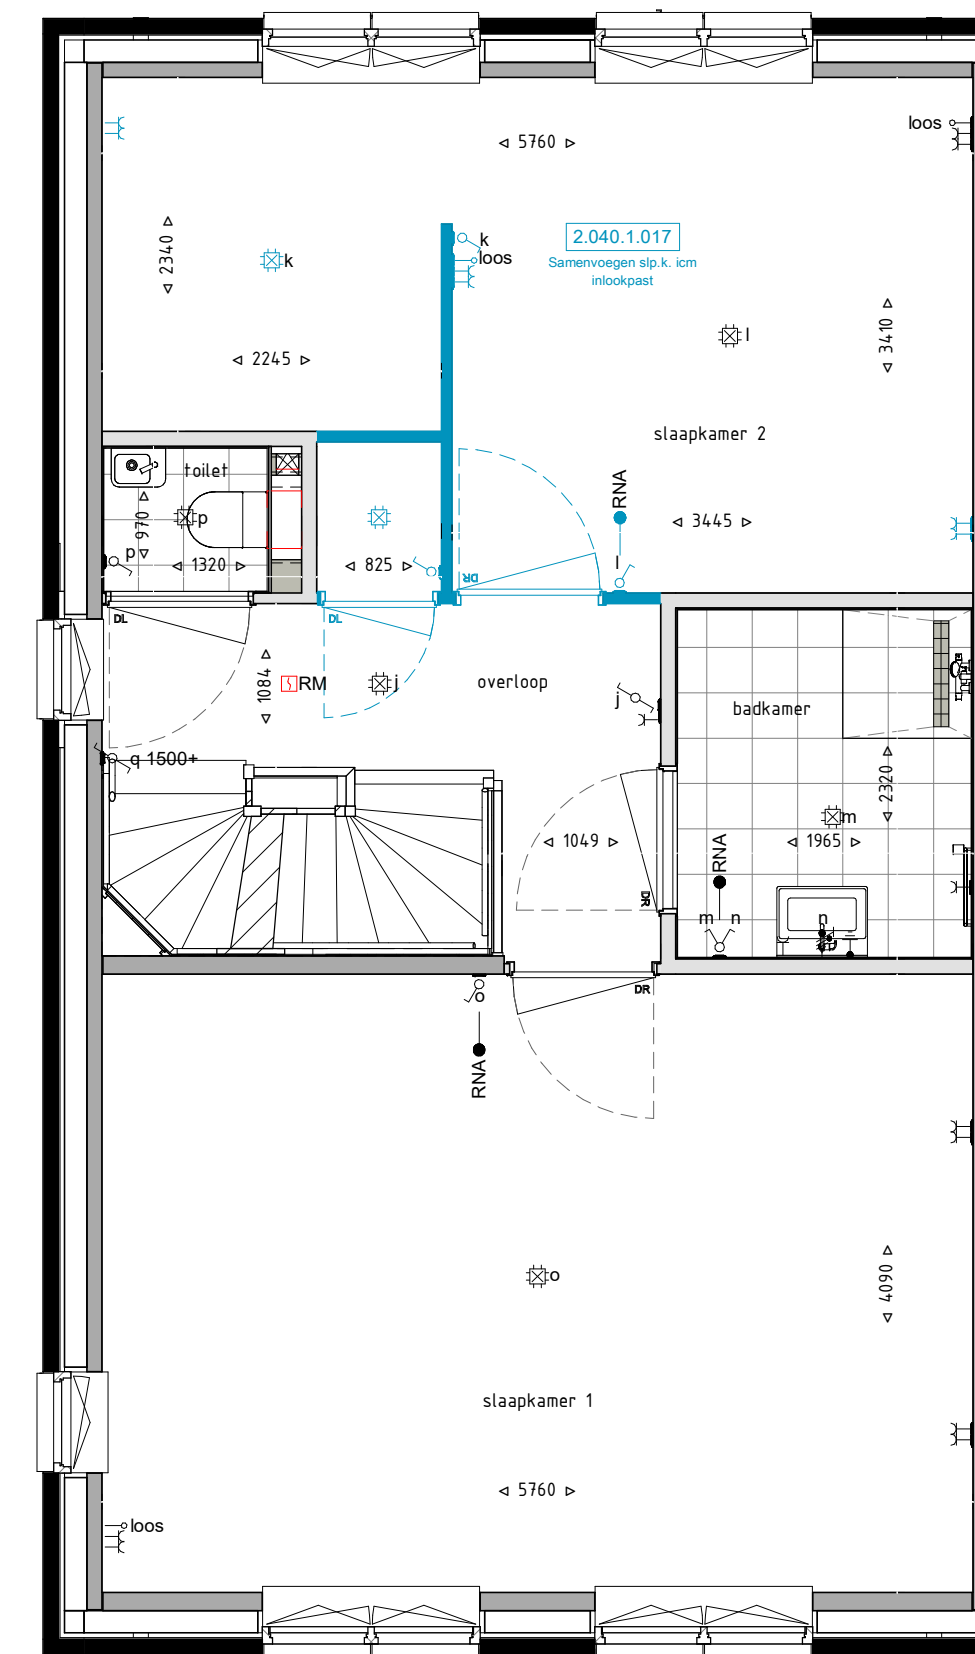 loos
5760
k
2.040.1.017
loos
Samenvoegen slp.k. icm
inlookpast
2340
k
3410
l
2245
slaapkamer 2
toilet
RNA
p
970
3445
p
1320
825
l
DR
DL
DL
1084
RM
j
overloop
j
badkamer
q 1500+
2320
m
1049
1965
RNA
DR
m n
n
DR
o
RNA
o
4090
slaapkamer 1
5760
loos